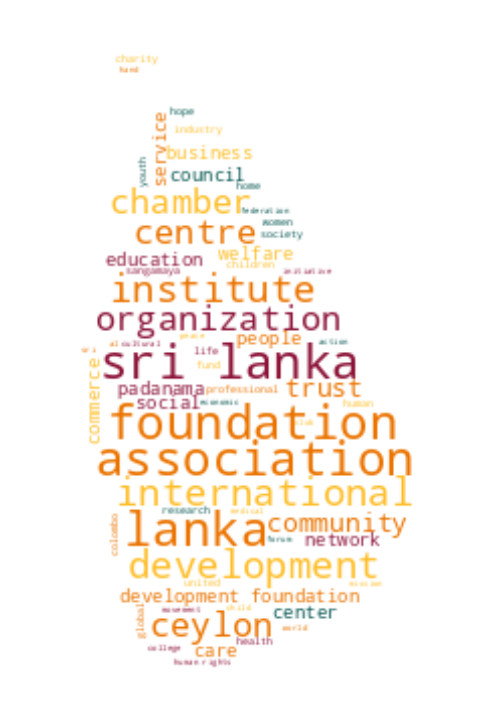 charity
hand
hope
service
industry
business
youth
council
home
chamber
federation
women
centre
society
welfare
education
children
sangamaya
initiative
institute
organization
peace
people
action
cultural
life
sri lanka
fund
commerce
padanama
professional
trust
social
economic
human
foundation
club
association
international
research
medical
lanka
community
colombo
forum
network
development
united
mission
development foundation
global
movement
child
center
ceylon
world
health
college
care
human rights